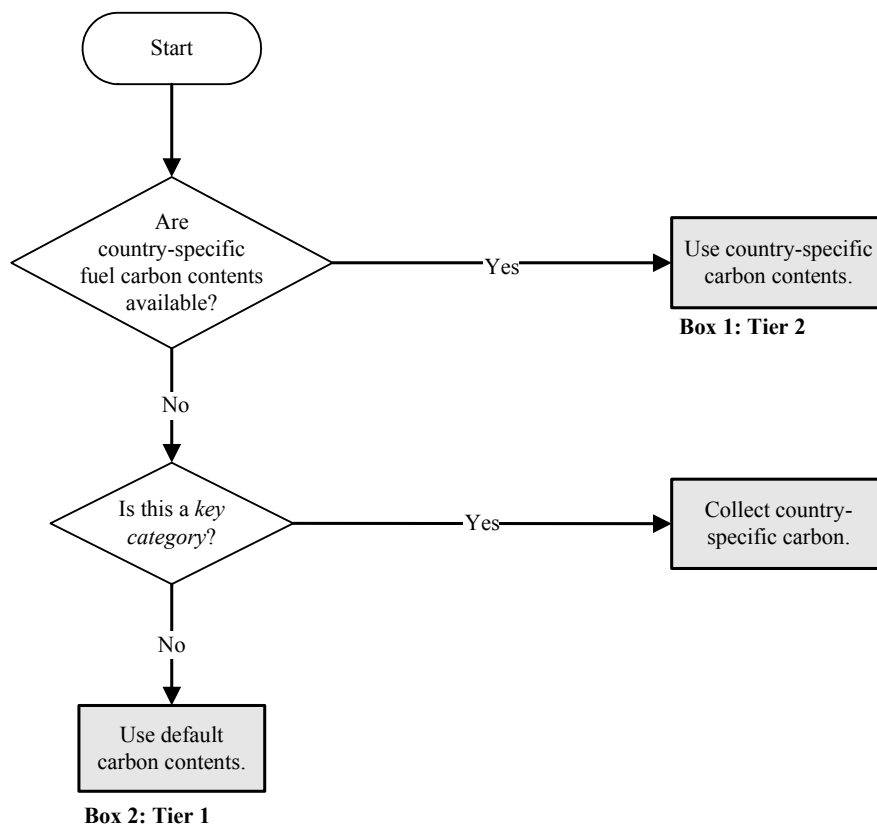 Start
Are
country-specific
fuel carbon contents
available?
Yes
Use country-specific
carbon contents.
Box 1: Tier 2
No
Is this a key
category?
Yes
Collect country-
specific carbon.
No
Use default
carbon contents.
Box 2: Tier 1